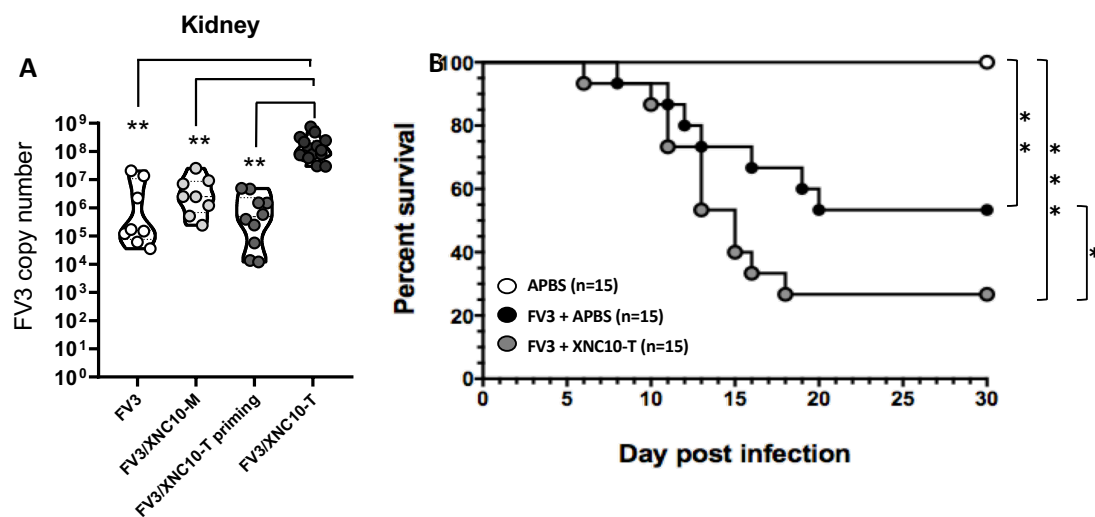 Kidney
A
FV3 copy number
10⁹
10⁸
10⁷
10⁶
10⁵
10⁴
10³
10²
10¹
10⁰
**
**
**
FV3
FV3/XNC10-M
FV3/XNC10-T priming
FV3/XNC10-T
B
Percent survival
100
80
60
40
20
0
APBS (n=15)
FV3 + APBS (n=15)
FV3 + XNC10-T (n=15)
0 5 10 15 20 25 30
Day post infection
**
***
*